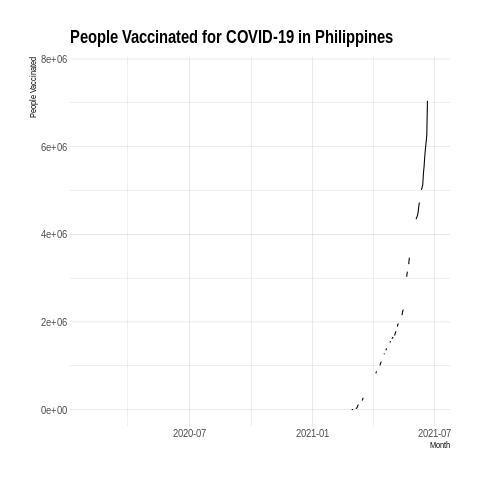 People Vaccinated for COVID-19 in Philippines
People Vaccinated
8e+06
6e+06
4e+06
2e+06
0e+00
2020-07 2021-01 2021-07
Month